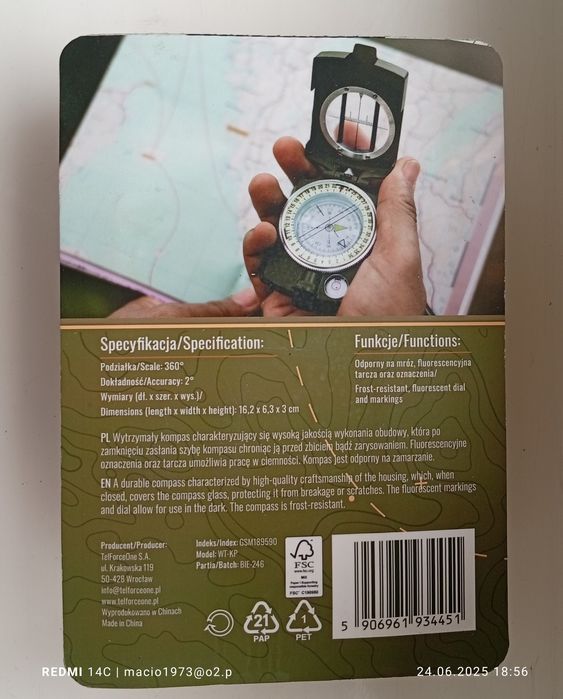 Specyfikacja/Specification:
Podziałka/Scale: 360°
Dokładność/Accuracy: 2°
Wymiary (dł. x szer. x wys.)/
Dimensions (length x width x height): 16,2 x 6,3 x 3 cm
Funkcje/Functions:
Odporny na mróz, fluorescencyjna
tarcza oraz oznaczenia/
Frost-resistant, fluorescent dial
and markings
PL Wytrzymały kompas charakteryzujący się wysoką jakością wykonania obudowy, która po
zamknięciu zasłania szybę kompasu chroniąc ją przed zbiciem bądź zarysowaniem. Fluorescencyjne
oznaczenia oraz tarcza umożliwia pracę w ciemności. Kompas jest odporny na zamarzanie.
EN A durable compass characterized by high-quality craftsmanship of the housing, which, when
closed, covers the compass glass, protecting it from breakage or scratches. The fluorescent markings
and dial allow for use in the dark. The compass is frost-resistant.
Producent/Producer:
TelForceOne S.A.
ul. Krakowska 119
50-428 Wrocław
info@telforceone.pl
www.telforceone.pl
Wyprodukowano w Chinach
Made in China
Indeks/Index: GSM189590
Model: WT-KP
Partia/Batch: BIE-246
FSC
www.fsc.org
MIX
Paper | Supporting
responsible forestry
21
PAP
1
PET
5 906961 934451
REDMI 14C | macio1973@o2.p
24.06.2025 18:56